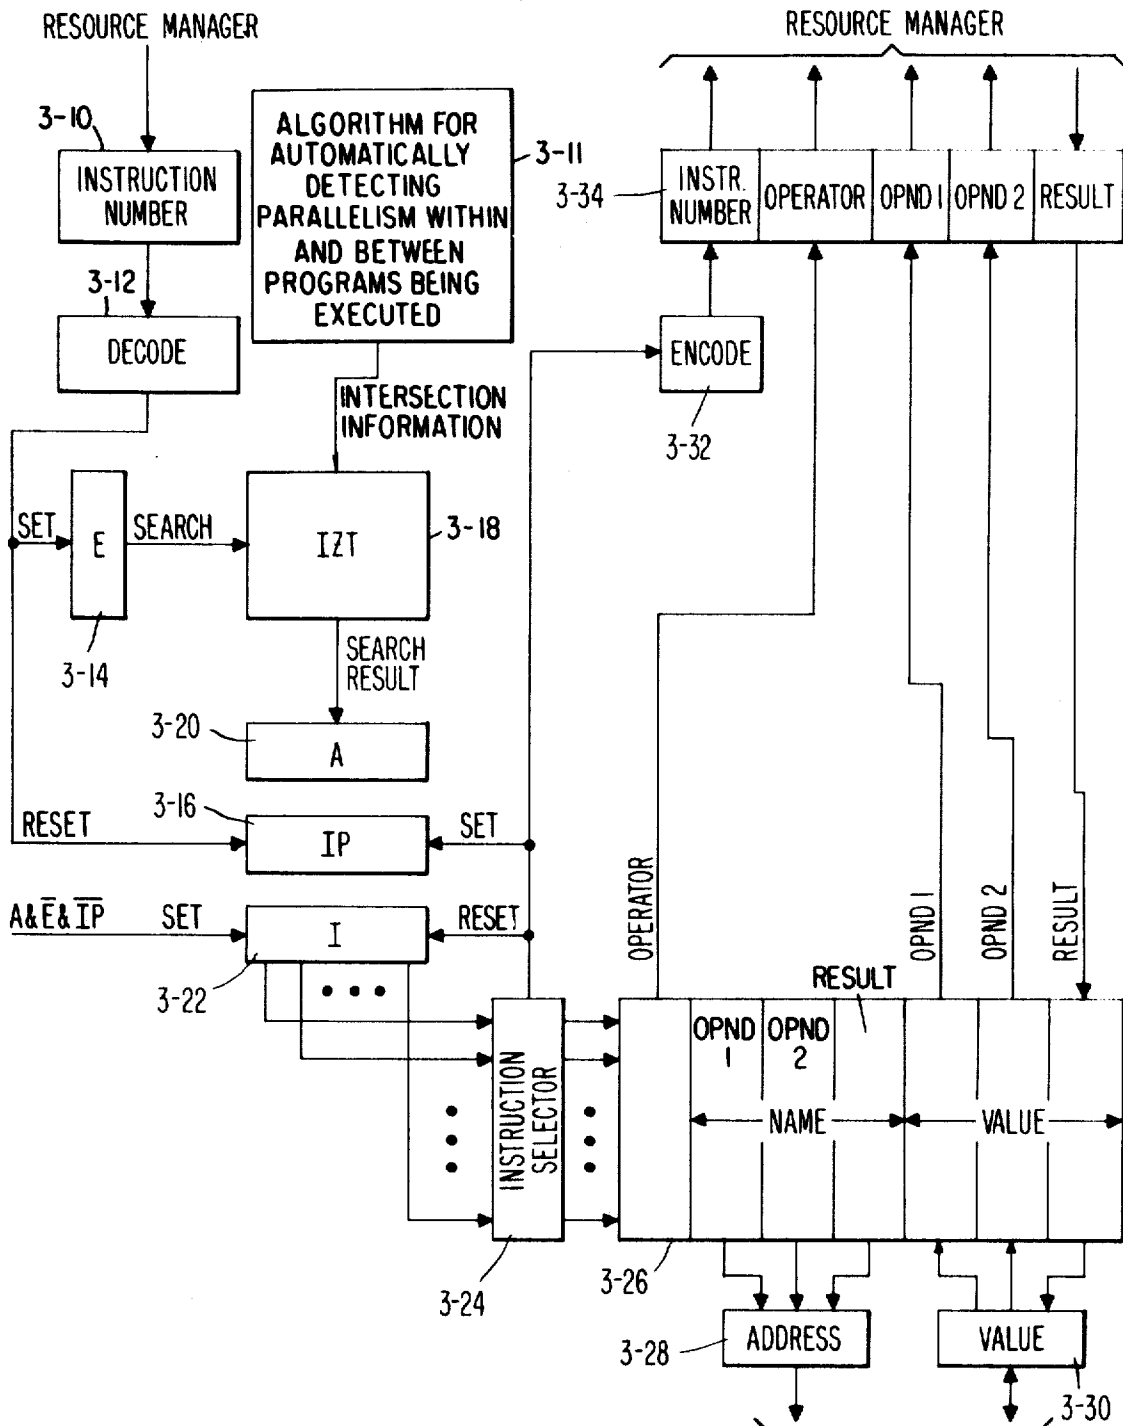 RESOURCE MANAGER
RESOURCE MANAGER
3-10
INSTRUCTION
NUMBER
ALGORITHM FOR
AUTOMATICALLY
DETECTING
PARALLELISM WITHIN
AND BETWEEN
PROGRAMS BEING
EXECUTED
3-11
3-34
INSTR.
NUMBER
OPERATOR
OPND 1
OPND 2
RESULT
3-12
DECODE
ENCODE
3-32
INTERSECTION
INFORMATION
SET
E
SEARCH
IZT
3-18
3-14
SEARCH
RESULT
3-20
A
3-16
RESET
IP
SET
A&E̅&I̅P̅
SET
I
RESET
3-22
• • •
OPERATOR
OPND 1
OPND 2
RESULT
RESULT
INSTRUCTION
SELECTOR
OPND
1
OPND
2
NAME
VALUE
3-24
3-26
3-28
ADDRESS
VALUE
3-30